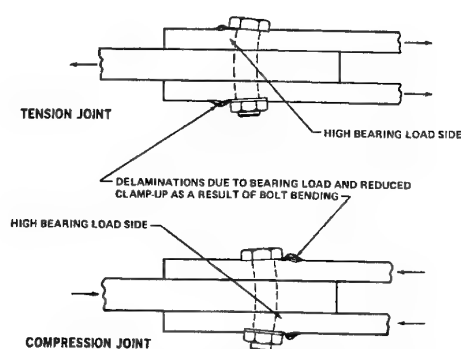 TENSION JOINT
HIGH BEARING LOAD SIDE
DELAMINATIONS DUE TO BEARING LOAD AND REDUCED
CLAMP-UP AS A RESULT OF BOLT BENDING
HIGH BEARING LOAD SIDE
COMPRESSION JOINT